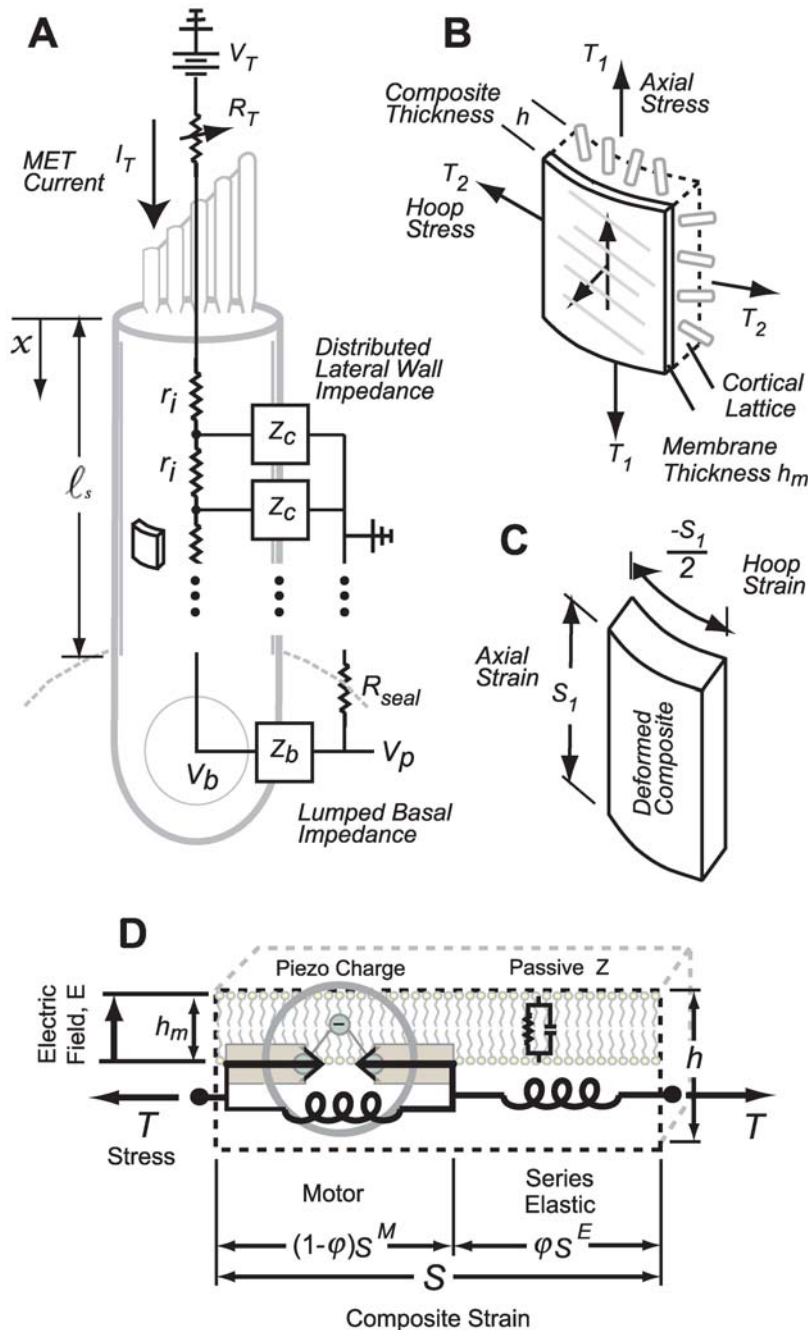 A
V_T
R_T
I_T
MET
Current
x
ℓ_s
r_i
r_i
Distributed
Lateral Wall
Impedance
Z_c
Z_c
R_seal
V_b
Z_b
V_p
Lumped Basal
Impedance
B
T_1
Axial
Stress
Composite
Thickness
h
T_2
Hoop
Stress
T_2
Cortical
Lattice
T_1
Membrane
Thickness h_m
C
-S_1
2
Hoop
Strain
Axial
Strain
S_1
Deformed
Composite
D
Piezo Charge
Passive Z
Electric
Field, E
h_m
−
h
T
Stress
T
Motor
Series
Elastic
(1-φ)S^M
φS^E
S
Composite Strain